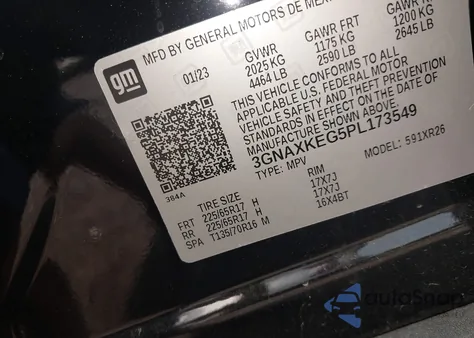 gm
MFD BY GENERAL MOTORS DE
01/23
GVWR
2025 KG
4464 LB
GAWR FRT
1175 KG
2590 LB
GAWR
1200 KG
2645 LB
THIS VEHICLE CONFORMS TO ALL
APPLICABLE U.S. FEDERAL MOTOR
VEHICLE SAFETY AND THEFT PREVENTION
STANDARDS IN EFFECT ON THE DATE OF
MANUFACTURE SHOWN ABOVE.
3GNAXKEG5PL173549
TYPE: MPV
MODEL: 591XR26
384A
TIRE SIZE
RIM
FRT 225/65R17 H 17X7J
RR 225/65R17 H 17X7J
SPA T135/70R16 M 16X4BT
autoSnap